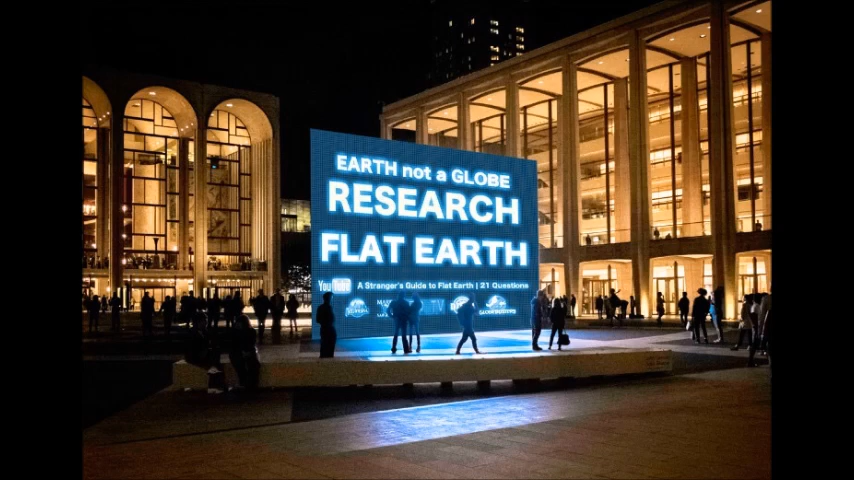 EARTH not a GLOBE
RESEARCH
FLAT EARTH
YouTube A Stranger's Guide to Flat Earth | 21 Questions